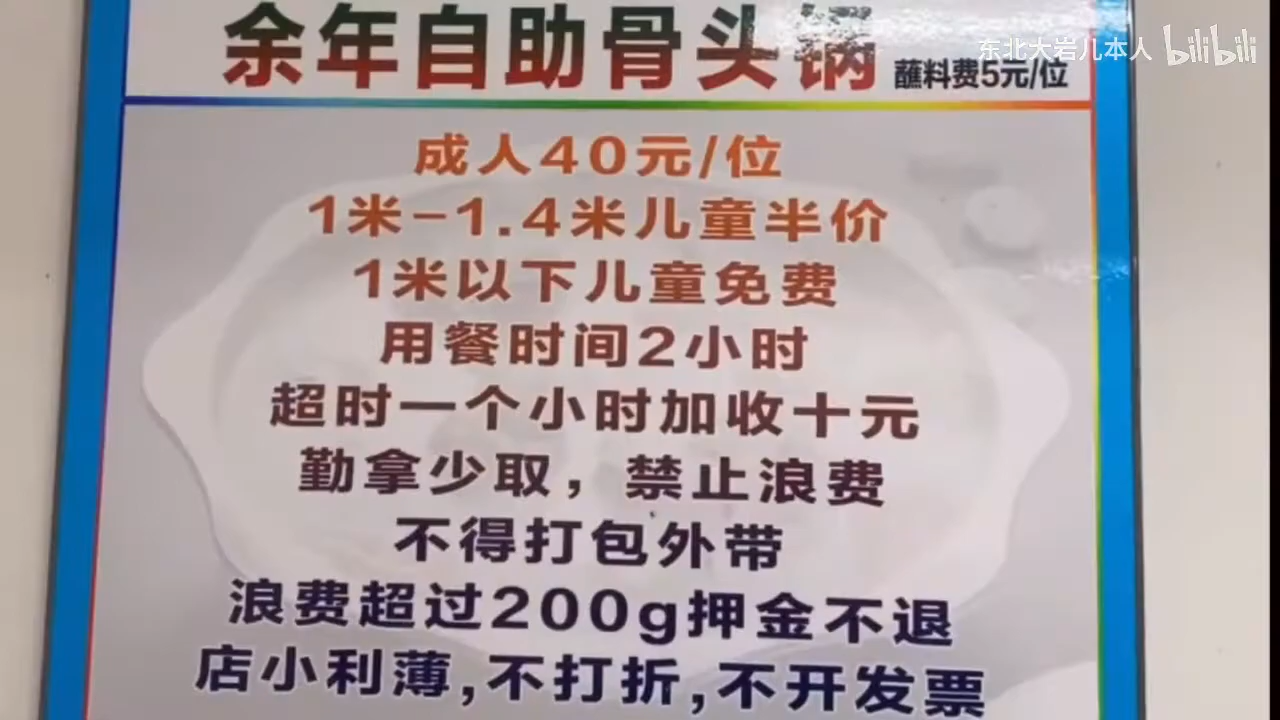 余年自助骨头锅 蘸料费5元/位
东北大岩儿本人 bilibili
成人40元/位
1米-1.4米儿童半价
1米以下儿童免费
用餐时间2小时
超时一个小时加收十元
勤拿少取，禁止浪费
不得打包外带
浪费超过200g押金不退
店小利薄,不打折,不开发票